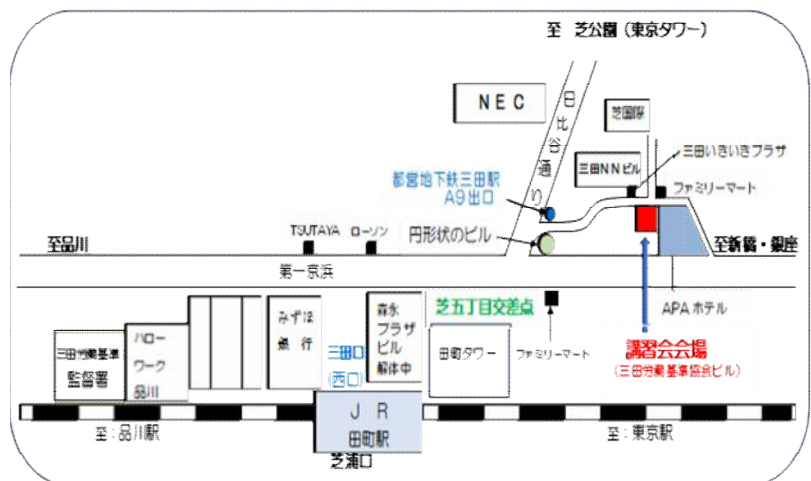 至 芝公園（東京タワー）
NEC
日比谷通り
芝国際
三田いきいきプラザ
三田NNビル
ファミリーマート
都営地下鉄三田駅
A9出口
円形状のビル
TSUTAYA
ローソン
至品川
至新橋・銀座
第一京浜
APAホテル
みずほ
銀行
森永
プラザ
ビル
解体中
芝五丁目交差点
三田口
(西口)
田町タワー
ファミリーマート
講習会会場
(三田労働基準協会ビル)
三田労働基準
監督署
ハロー
ワーク
品川
JR
田町駅
至：品川駅
至：東京駅
芝浦口